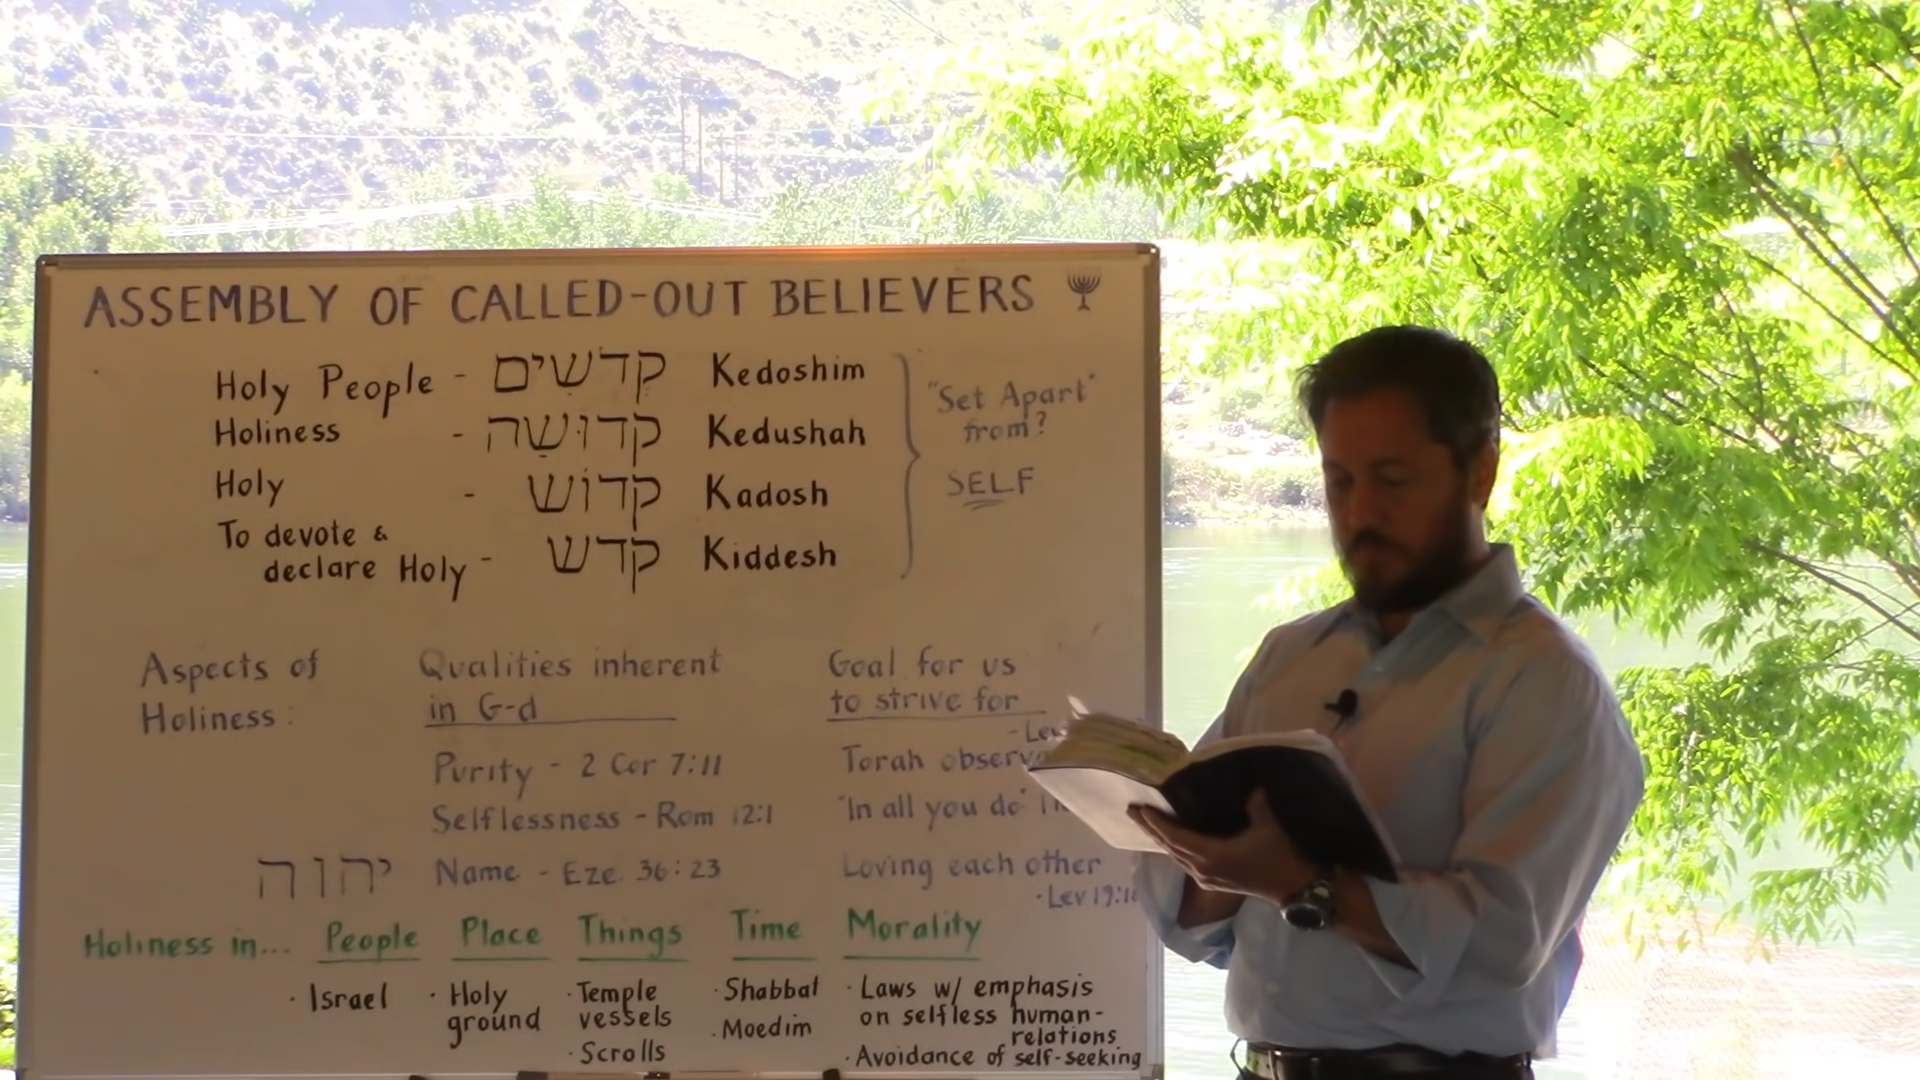 ASSEMBLY OF CALLED-OUT BELIEVERS
Holy People - קְדֹשִׁים Kedoshim
Holiness - קדוּשָׁה Kedushah
Holy - קדוֹשׁ Kadosh
To devote &
declare Holy - קדש Kiddesh
"Set Apart"
from?
SELF
Aspects of
Holiness:
Qualities inherent
in G-d
Purity - 2 Cor 7:11
Selflessness - Rom 12:1
יהוה Name - Eze. 36:23
Goal for us
to strive for
Torah
"In all you do"
Loving each other
Holiness in... People Place Things Time Morality
· Israel
· Holy
ground
· Temple
vessels
· Scrolls
· Shabbat
· Moedim
· Laws w/ emphasis
on selfless human-
relations
· Avoidance of self-seeking